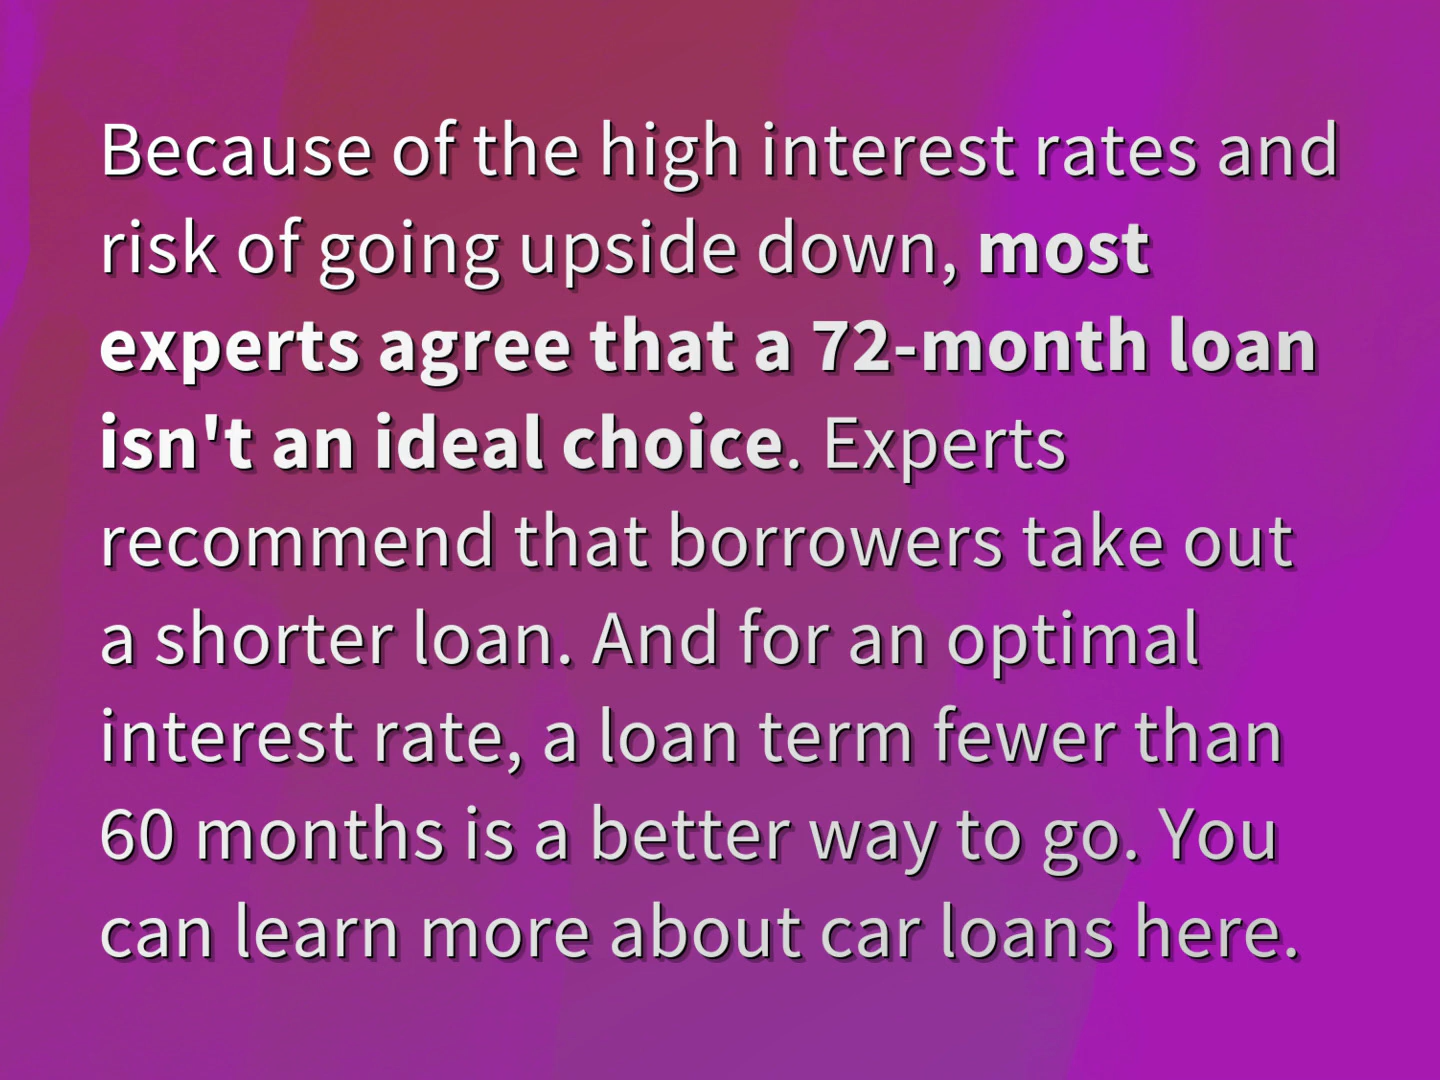 Because of the high interest rates and
risk of going upside down, most
experts agree that a 72-month loan
isn't an ideal choice. Experts
recommend that borrowers take out
a shorter loan. And for an optimal
interest rate, a loan term fewer than
60 months is a better way to go. You
can learn more about car loans here.